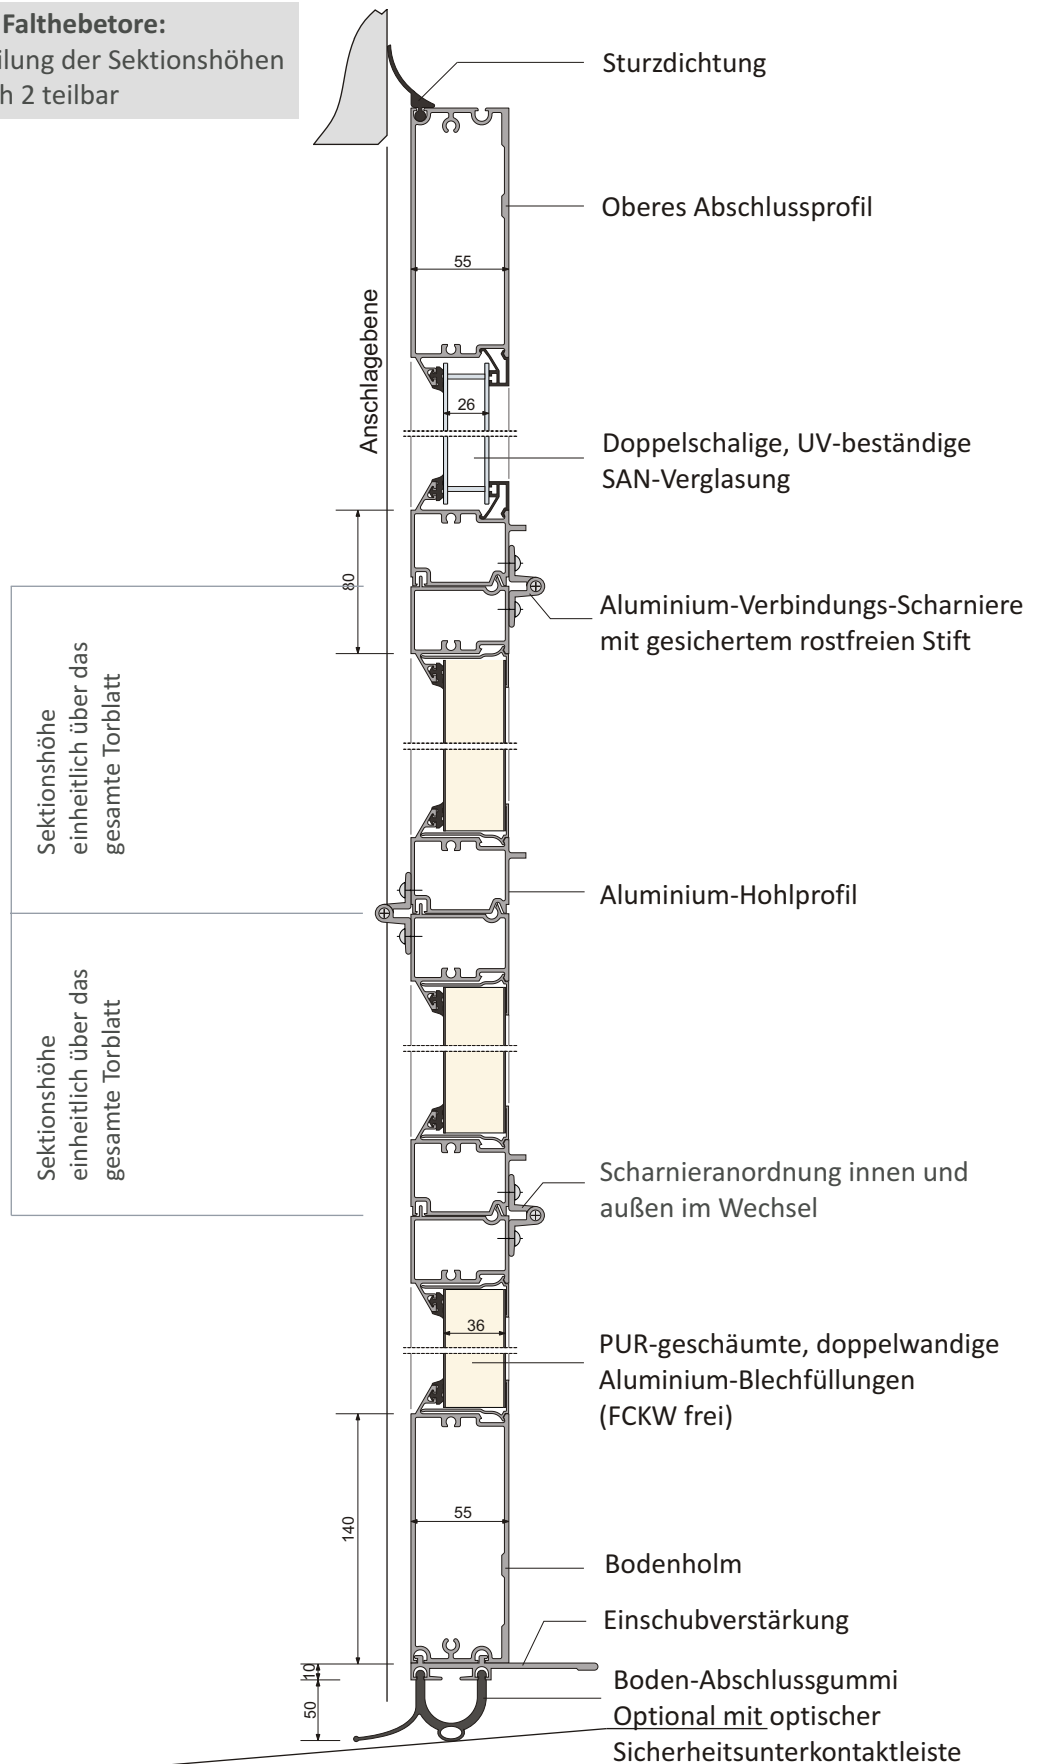 Falthebetore:
ilung der Sektionshöhen
h 2 teilbar
Sturzdichtung
Oberes Abschlussprofil
55
Anschlagebene
26
Doppelschalige, UV-beständige
SAN-Verglasung
80
Aluminium-Verbindungs-Scharniere
mit gesichertem rostfreien Stift
Sektionshöhe
einheitlich über das
gesamte Torblatt
Aluminium-Hohlprofil
Sektionshöhe
einheitlich über das
gesamte Torblatt
Scharnieranordnung innen und
außen im Wechsel
36
PUR-geschäumte, doppelwandige
Aluminium-Blechfüllungen
(FCKW frei)
140
55
Bodenholm
Einschubverstärkung
10
50
Boden-Abschlussgummi
Optional mit optischer
Sicherheitsunterkontaktleiste